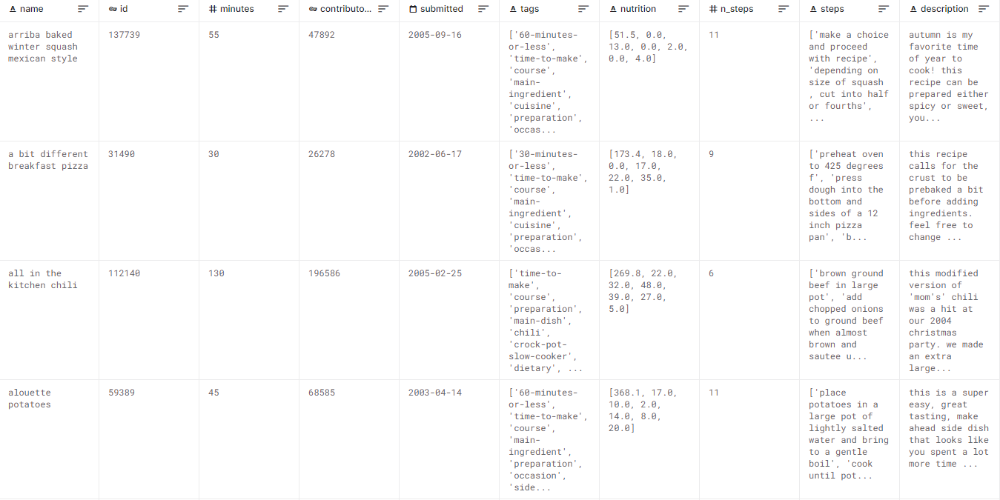 name id minutes contributo... submitted tags nutrition n_steps steps description
arriba baked
winter squash
mexican style
137739
55
47892
2005-09-16
['60-minutes-
or-less',
'time-to-make',
'course',
'main-
ingredient',
'cuisine',
'preparation',
'occas...
[51.5, 0.0,
13.0, 0.0, 2.0,
0.0, 4.0]
11
['make a choice
and proceed
with recipe',
'depending on
size of squash
, cut into half
or fourths',
...
autumn is my
favorite time
of year to
cook! this
recipe can be
prepared either
spicy or sweet,
you...
a bit different
breakfast pizza
31490
30
26278
2002-06-17
['30-minutes-
or-less',
'time-to-make',
'course',
'main-
ingredient',
'cuisine',
'preparation',
'occas...
[173.4, 18.0,
0.0, 17.0,
22.0, 35.0,
1.0]
9
['preheat oven
to 425 degrees
f', 'press
dough into the
bottom and
sides of a 12
inch pizza
pan', 'b...
this recipe
calls for the
crust to be
prebaked a bit
before adding
ingredients.
feel free to
change ...
all in the
kitchen chili
112140
130
196586
2005-02-25
['time-to-
make',
'course',
'preparation',
'main-dish',
'chili',
'crock-pot-
slow-cooker',
'dietary', ...
[269.8, 22.0,
32.0, 48.0,
39.0, 27.0,
5.0]
6
['brown ground
beef in large
pot', 'add
chopped onions
to ground beef
when almost
brown and
sautee u...
this modified
version of
'mom's' chili
was a hit at
our 2004
christmas
party. we made
an extra
large...
alouette
potatoes
59389
45
68585
2003-04-14
['60-minutes-
or-less',
'time-to-make',
'course',
'main-
ingredient',
'preparation',
'occasion',
'side...
[368.1, 17.0,
10.0, 2.0,
14.0, 8.0,
20.0]
11
['place
potatoes in a
large pot of
lightly salted
water and bring
to a gentle
boil', 'cook
until pot...
this is a super
easy, great
tasting, make
ahead side dish
that looks like
you spent a lot
more time ...